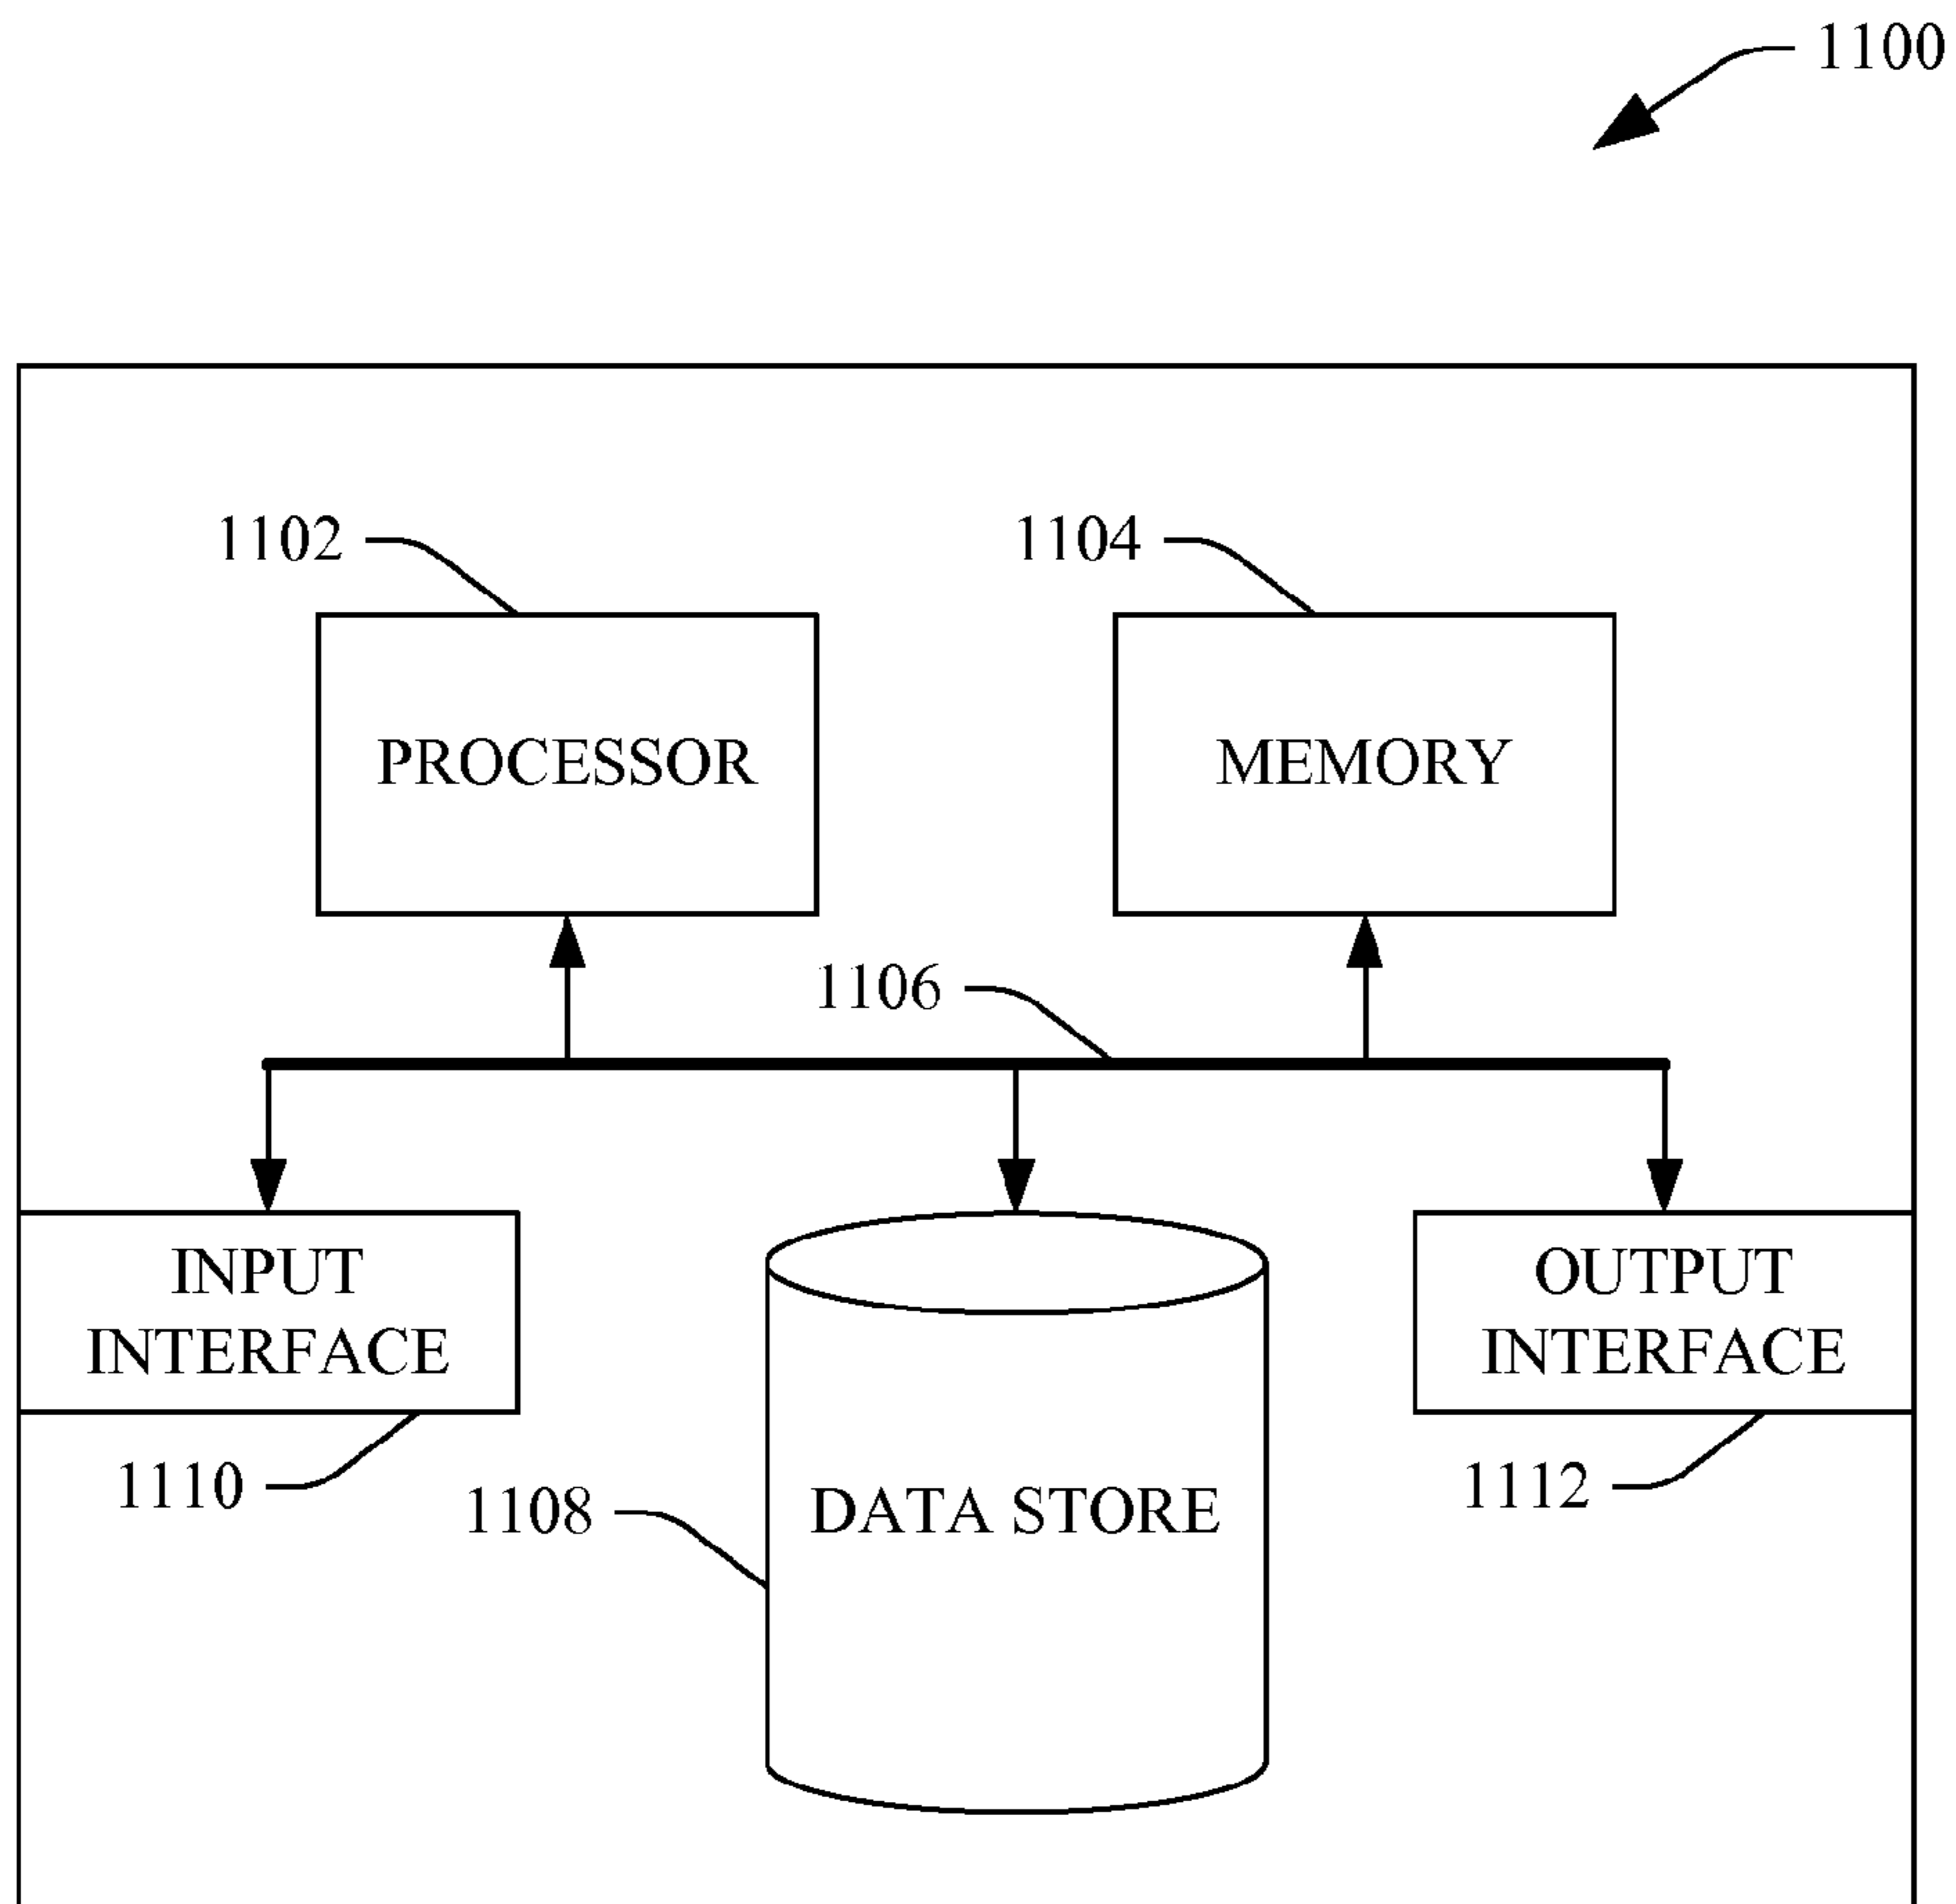 1100
1102
1104
PROCESSOR
MEMORY
1106
INPUT
INTERFACE
OUTPUT
INTERFACE
1110
1108
DATA STORE
1112